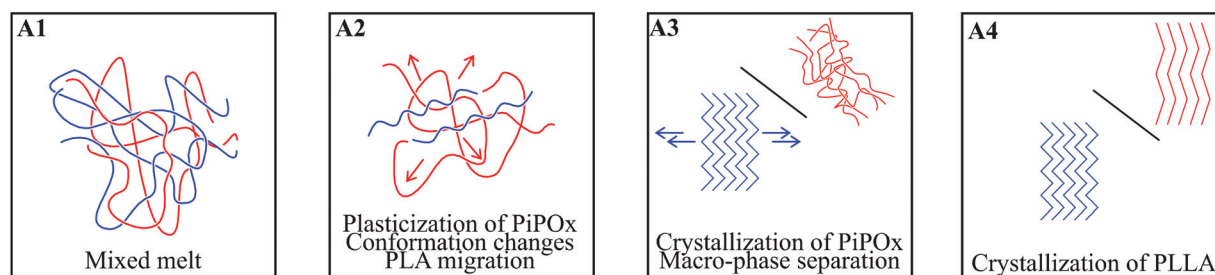 A1
Mixed melt
A2
Plasticization of PiPOx
Conformation changes
PLA migration
A3
Crystallization of PiPOx
Macro-phase separation
A4
Crystallization of PLLA